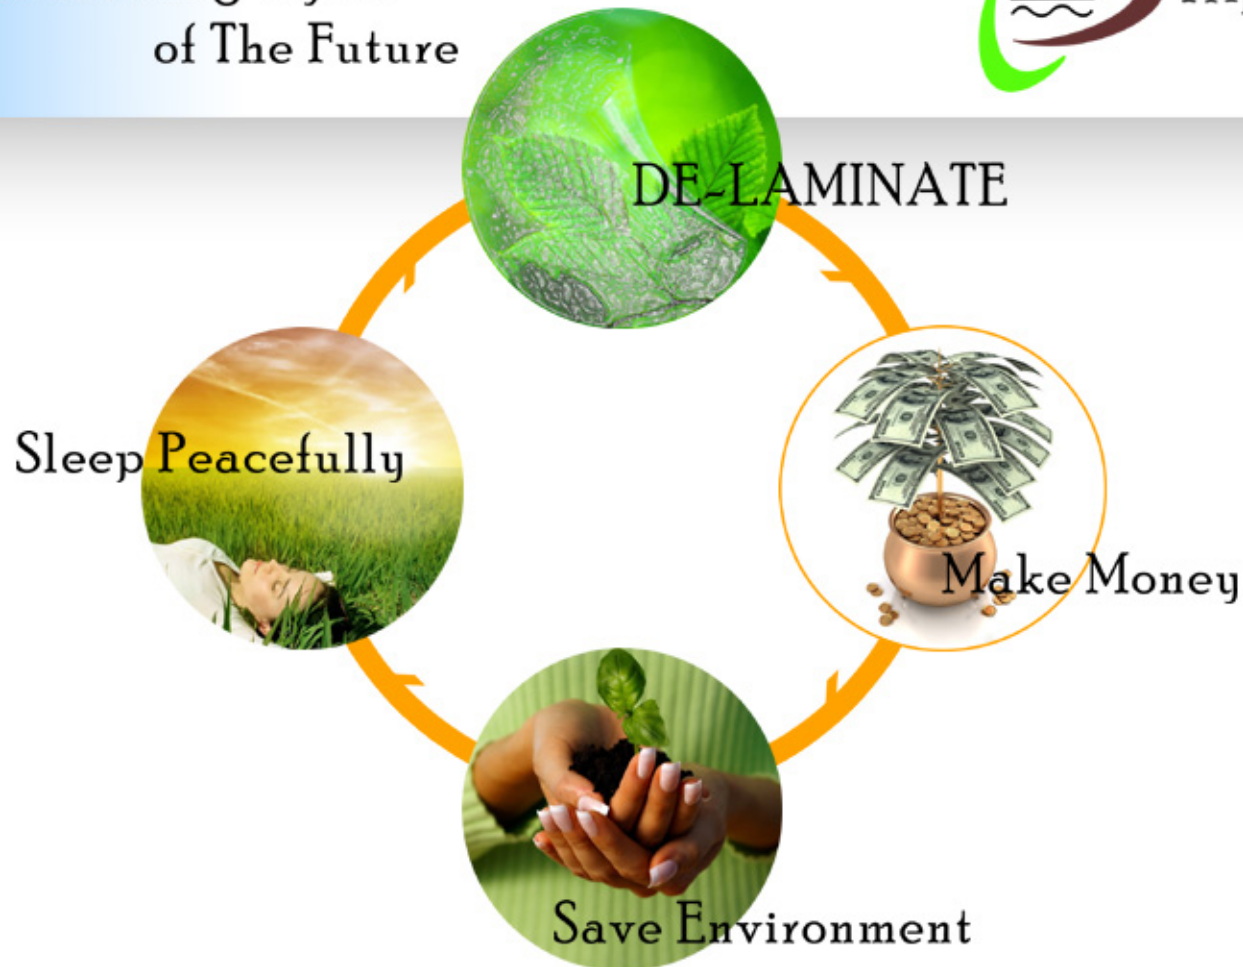 of The Future
DE-LAMINATE
Sleep Peacefully
Make Money
Save Environment